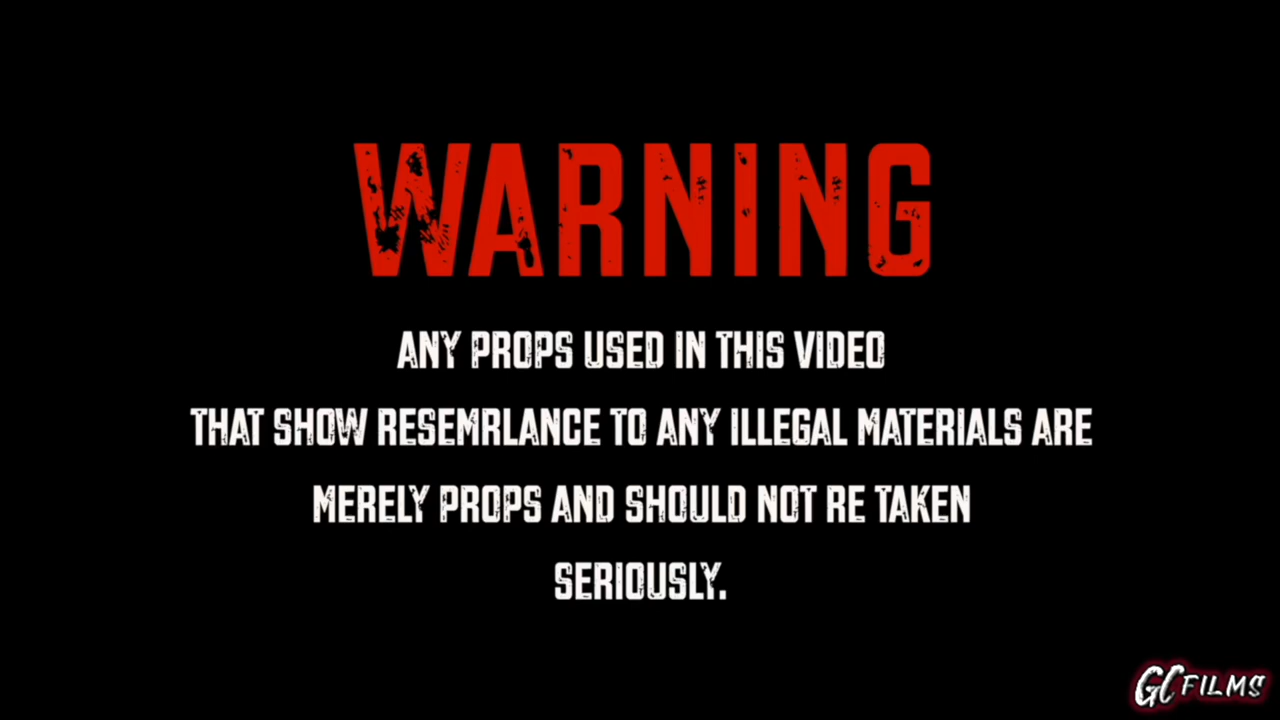 WARNING
ANY PROPS USED IN THIS VIDEO
THAT SHOW RESEMRLANCE TO ANY ILLEGAL MATERIALS ARE
MERELY PROPS AND SHOULD NOT RE TAKEN
SERIOUSLY.
GC FILMS